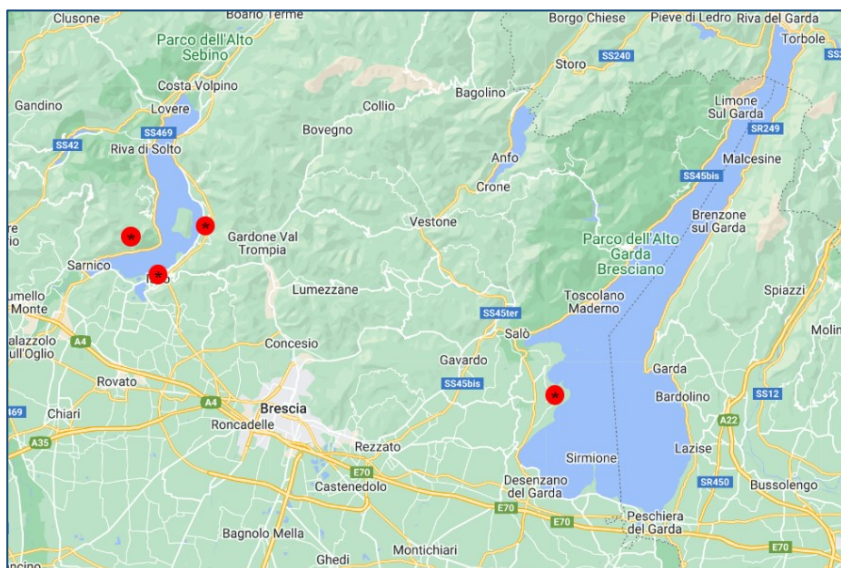 Clusone
Boario Terme
Borgo Chiese
Pieve di Ledro
Riva del Garda
Parco dell'Alto
Sebino
Torbole
SS240
Storo
Costa Volpino
Gandino
Lovere
Collio
Bagolino
Limone
Sul Garda
SS469
Bovegno
SR249
SS42
Riva di Solto
Anfo
Malcesine
Crone
SS45bis
Vestone
Brenzone
sul Garda
Gardone Val
Trompia
Parco dell'Alto
Garda
Bresciano
Sarnico
Lumezzane
Spiazzi
Toscolano
Maderno
SS45ter
Salò
A4
Concesio
Gavardo
Garda
Rovato
SS45bis
Bardolino
SS12
A4
Brescia
Chiari
Roncadelle
A22
A35
Rezzato
Lazise
Sirmione
E70
Desenzano
del Garda
SR450
Bussolengo
Castenedolo
E70
Peschiera
del Garda
E70
Bagnolo Mella
Montichiari
E70
Ghedi